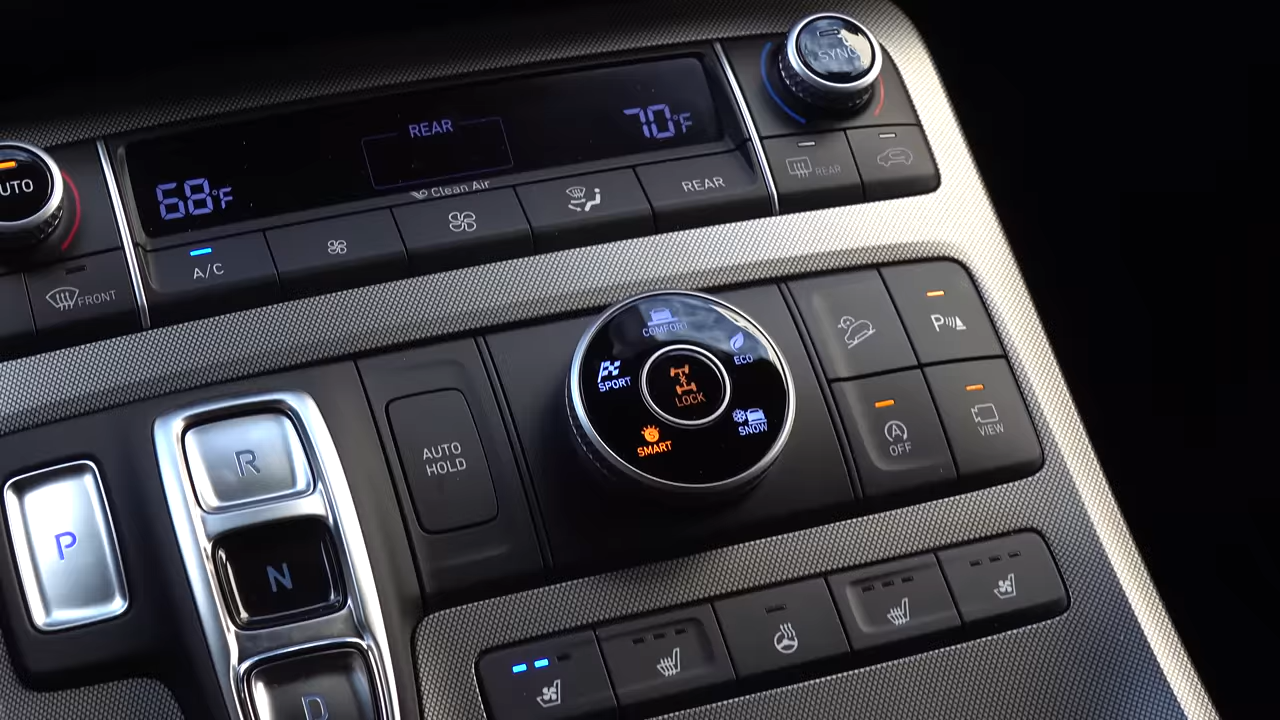 SYNC
70°F
REAR
AUTO
68°F
Clean Air
REAR
REAR
A/C
FRONT
COMFORT
ECO
SPORT
LOCK
SNOW
SMART
P
A
OFF
VIEW
AUTO
HOLD
R
P
N
D